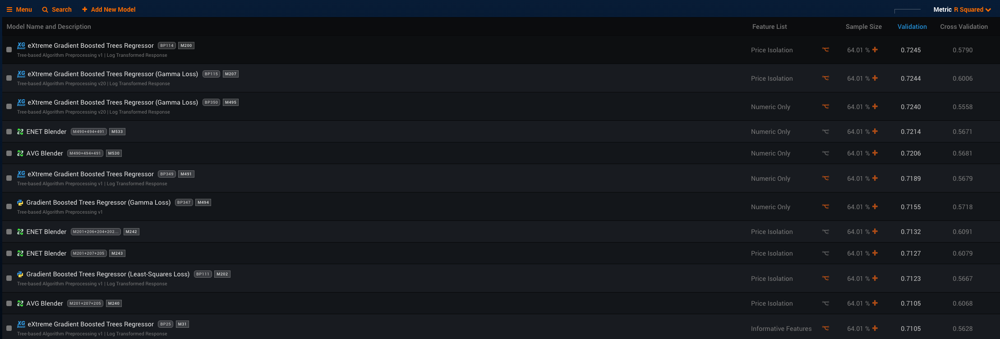 Menu Search Add New Model Metric R Squared
Model Name and Description Feature List Sample Size Validation Cross Validation
XG Boost eXtreme Gradient Boosted Trees Regressor BP114 M200
Tree-based Algorithm Preprocessing v1 | Log Transformed Response
Price Isolation 64.01 % 0.7245 0.5790
XG Boost eXtreme Gradient Boosted Trees Regressor (Gamma Loss) BP115 M207
Tree-based Algorithm Preprocessing v20 | Log Transformed Response
Price Isolation 64.01 % 0.7244 0.6006
XG Boost eXtreme Gradient Boosted Trees Regressor (Gamma Loss) BP350 M495
Tree-based Algorithm Preprocessing v20 | Log Transformed Response
Numeric Only 64.01 % 0.7240 0.5558
ENET Blender M490+494+491 M533 Numeric Only 64.01 % 0.7214 0.5671
AVG Blender M490+494+491 M530 Numeric Only 64.01 % 0.7206 0.5681
XG Boost eXtreme Gradient Boosted Trees Regressor BP349 M491
Tree-based Algorithm Preprocessing v1 | Log Transformed Response
Numeric Only 64.01 % 0.7189 0.5679
Gradient Boosted Trees Regressor (Gamma Loss) BP347 M494
Tree-based Algorithm Preprocessing v1
Numeric Only 64.01 % 0.7155 0.5718
ENET Blender M201+206+204+202... M242 Price Isolation 64.01 % 0.7132 0.6091
ENET Blender M201+207+205 M243 Price Isolation 64.01 % 0.7127 0.6079
Gradient Boosted Trees Regressor (Least-Squares Loss) BP111 M202
Tree-based Algorithm Preprocessing v1 | Log Transformed Response
Price Isolation 64.01 % 0.7123 0.5667
AVG Blender M201+207+205 M240 Price Isolation 64.01 % 0.7105 0.6068
XG Boost eXtreme Gradient Boosted Trees Regressor BP25 M31
Tree-based Algorithm Preprocessing v1 | Log Transformed Response
Informative Features 64.01 % 0.7105 0.5628